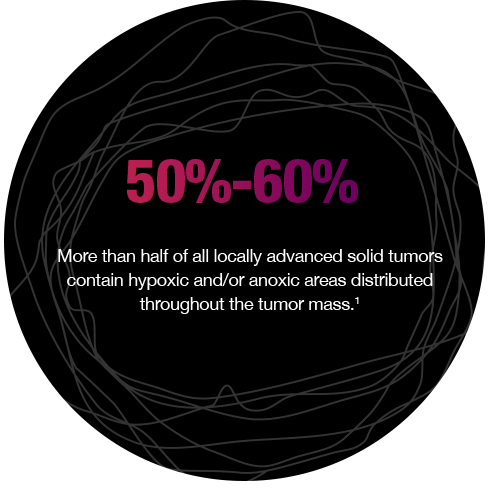 50%-60%
More than half of all locally advanced solid tumors
contain hypoxic and/or anoxic areas distributed
throughout the tumor mass.¹